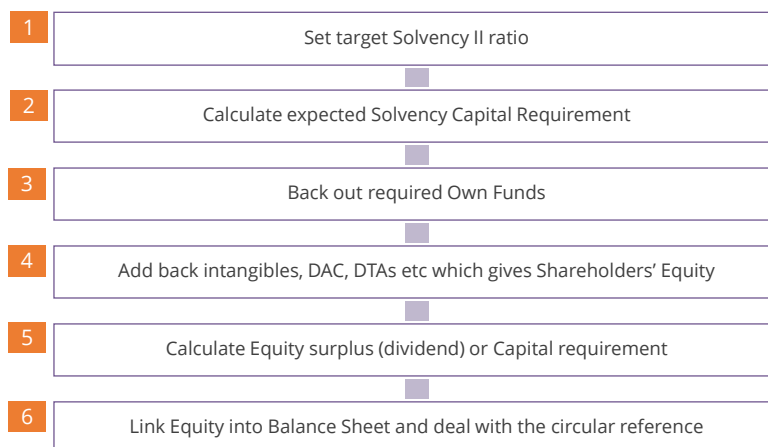 1
Set target Solvency II ratio
2
Calculate expected Solvency Capital Requirement
3
Back out required Own Funds
4
Add back intangibles, DAC, DTAs etc which gives Shareholders’ Equity
5
Calculate Equity surplus (dividend) or Capital requirement
6
Link Equity into Balance Sheet and deal with the circular reference